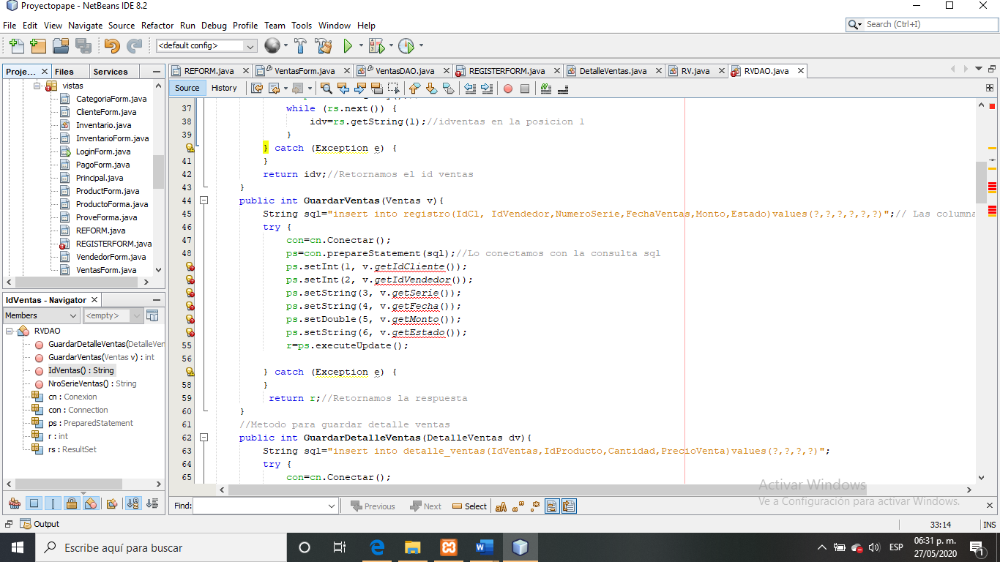 Proyectopape - NetBeans IDE 8.2
File Edit View Navigate Source Refactor Run Debug Profile Team Tools Window Help
Search (Ctrl+I)
<default config>
Proje... Files Services
REFORM.java VentasForm.java VentasDAO.java REGISTERFORM.java DetalleVentas.java RV.java RVDAO.java
Source History
vistas
CategoriaForm.java
ClienteForm.java
Inventario.java
InventarioForm.java
LoginForm.java
PagoForm.java
Principal.java
ProductForm.java
ProductoForma.java
ProveForma.java
REFORM.java
REGISTERFORM.java
VendedorForm.java
VentasForm.java
IdVentas - Navigator
Members <empty>
RVDAO
GuardarDetalleVentas(DetalleVen
GuardarVentas(Ventas v) : int
IdVentas() : String
NroSerieVentas() : String
cn : Conexion
con : Connection
ps : PreparedStatement
r : int
rs : ResultSet
37 while (rs.next()) {
38 idv=rs.getString(1);//idventas en la posicion 1
39 }
} catch (Exception e) {
41 }
42 return idv;//Retornamos el id ventas
43 }
44 public int GuardarVentas(Ventas v){
45 String sql="insert into registro(IdCl, IdVendedor,NumeroSerie,FechaVentas,Monto,Estado)values(?,?,?,?,?,?)";// Las columna
46 try {
47 con=cn.Conectar();
48 ps=con.prepareStatement(sql);//Lo conectamos con la consulta sql
ps.setInt(1, v.getIdCliente());
ps.setInt(2, v.getIdVendedor());
ps.setString(3, v.getSerie());
ps.setString(4, v.getFecha());
ps.setDouble(5, v.getMonto());
ps.setString(6, v.getEstado());
55 r=ps.executeUpdate();
56
} catch (Exception e) {
58 }
59 return r;//Retornamos la respuesta
60 }
61 //Metodo para guardar detalle ventas
62 public int GuardarDetalleVentas(DetalleVentas dv){
63 String sql="insert into detalle_ventas(IdVentas,IdProducto,Cantidad,PrecioVenta)values(?,?,?,?)";
64 try {
65 con=cn.Conectar();
Activar Windows
Ve a Configuración para activar Windows.
Find: Previous Next Select
Output
33:14 INS
Escribe aquí para buscar
ESP
06:31 p. m.
27/05/2020
1